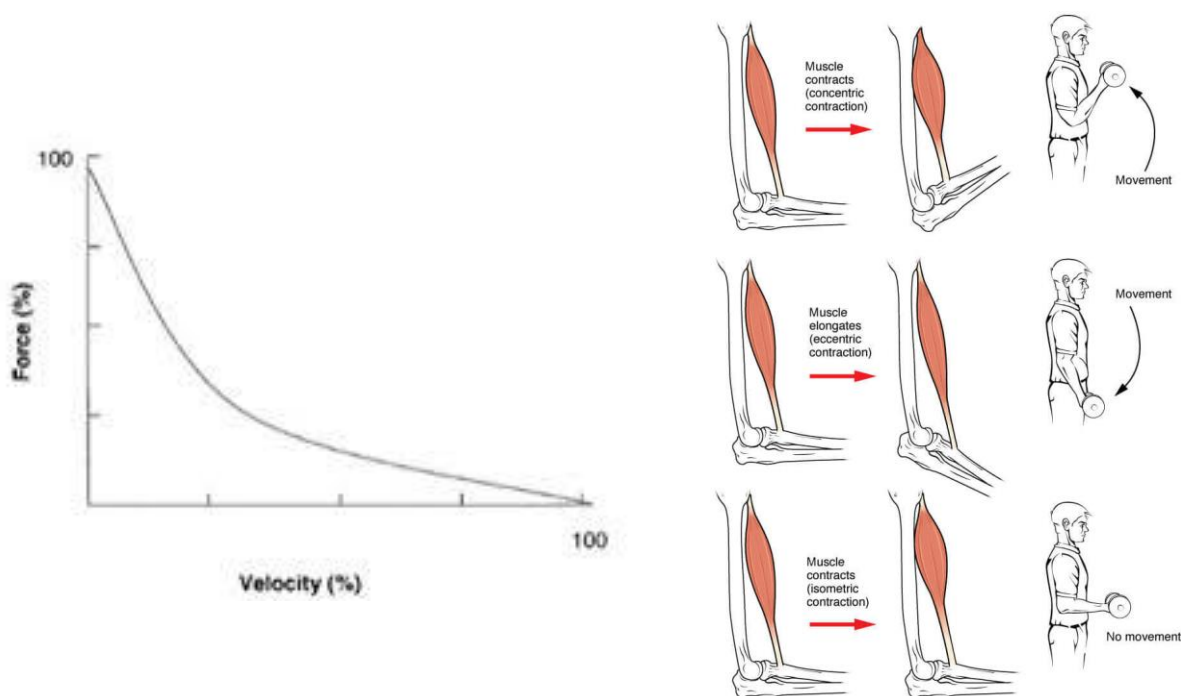 100
Force (%)
100
Velocity (%)
Muscle
contracts
(concentric
contraction)
Movement
Muscle
elongates
(eccentric
contraction)
Movement
Muscle
contracts
(isometric
contraction)
No movement